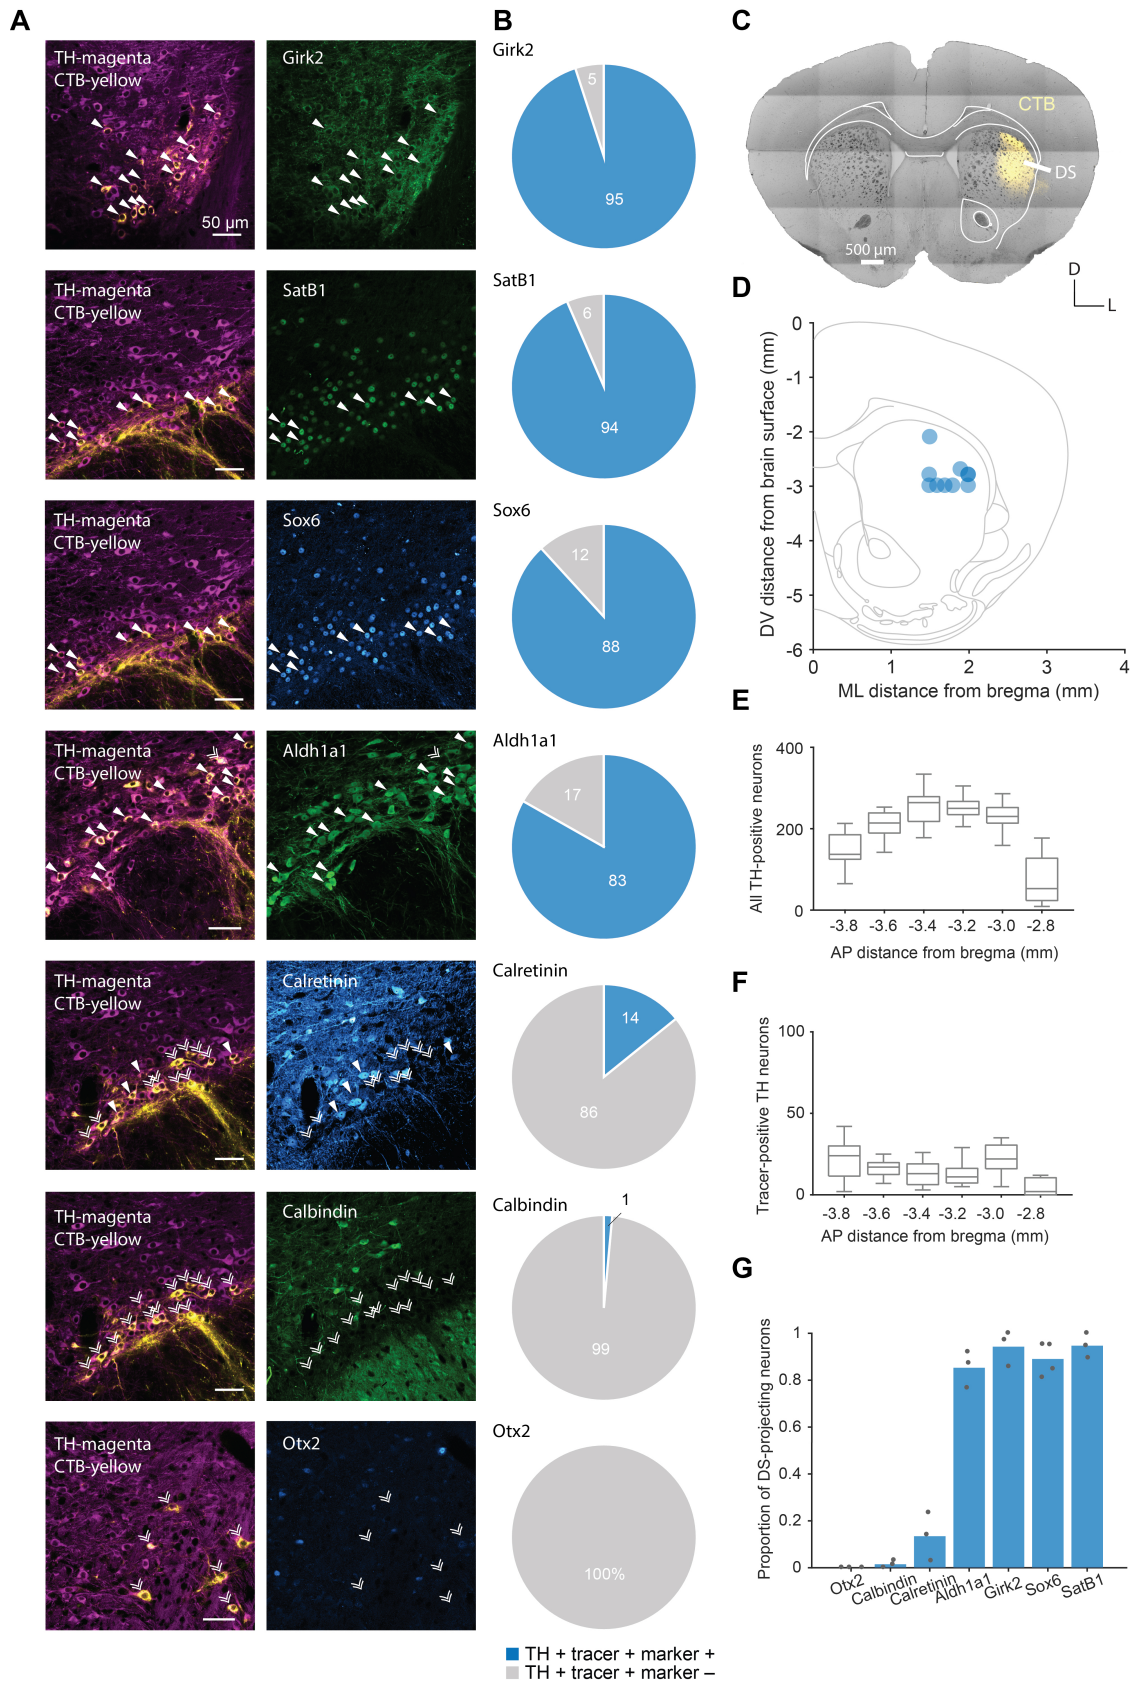 A
TH-magenta
CTB-yellow
50 µm
Girk2
TH-magenta
CTB-yellow
SatB1
TH-magenta
CTB-yellow
Sox6
TH-magenta
CTB-yellow
Aldh1a1
TH-magenta
CTB-yellow
Calretinin
TH-magenta
CTB-yellow
Calbindin
TH-magenta
CTB-yellow
Otx2
B
Girk2
5
95
SatB1
6
94
Sox6
12
88
Aldh1a1
17
83
Calretinin
14
86
Calbindin
1
99
Otx2
100%
TH + tracer + marker +
TH + tracer + marker –
C
CTB
DS
500 µm
D
L
D
DV distance from brain surface (mm)
0
-1
-2
-3
-4
-5
-6
0 1 2 3 4
ML distance from bregma (mm)
E
All TH-positive neurons
400
200
0
-3.8 -3.6 -3.4 -3.2 -3.0 -2.8
AP distance from bregma (mm)
F
Tracer-positive TH neurons
100
50
0
-3.8 -3.6 -3.4 -3.2 -3.0 -2.8
AP distance from bregma (mm)
G
Proportion of DS-projecting neurons
1
0.8
0.6
0.4
0.2
0
Otx2 Calbindin Calretinin Aldh1a1 Girk2 Sox6 SatB1